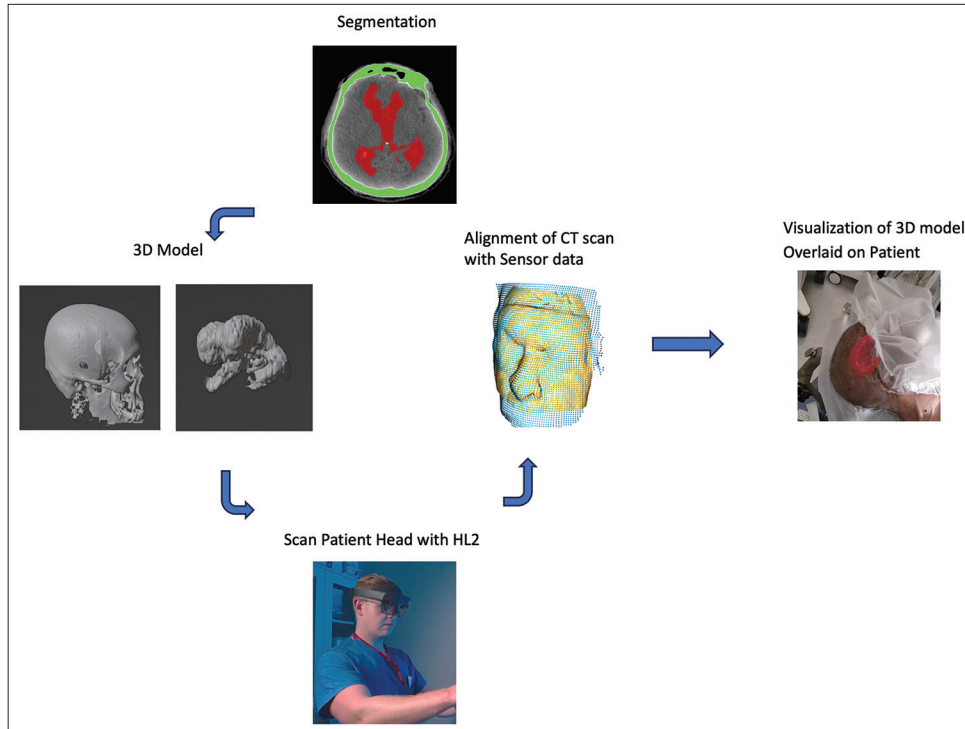 Segmentation
3D Model
Alignment of CT scan
with Sensor data
Visualization of 3D model
Overlaid on Patient
Scan Patient Head with HL2